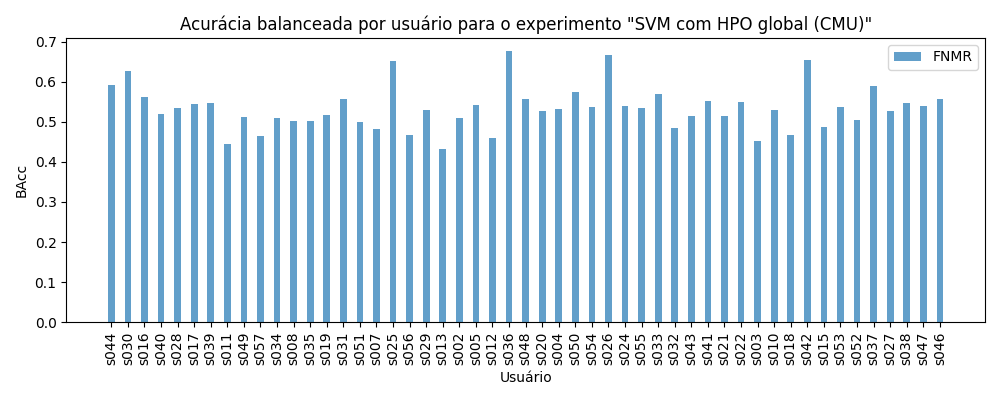 Acurácia balanceada por usuário para o experimento "SVM com HPO global (CMU)"
FNMR
BAcc
0.7
0.6
0.5
0.4
0.3
0.2
0.1
0.0
s044 s030 s016 s040 s028 s017 s039 s011 s049 s057 s034 s008 s035 s019 s031 s051 s007 s025 s056 s029 s013 s002 s005 s012 s036 s048 s020 s004 s050 s054 s026 s024 s055 s033 s032 s043 s041 s021 s022 s003 s010 s018 s042 s015 s053 s052 s037 s027 s038 s047 s046
Usuário